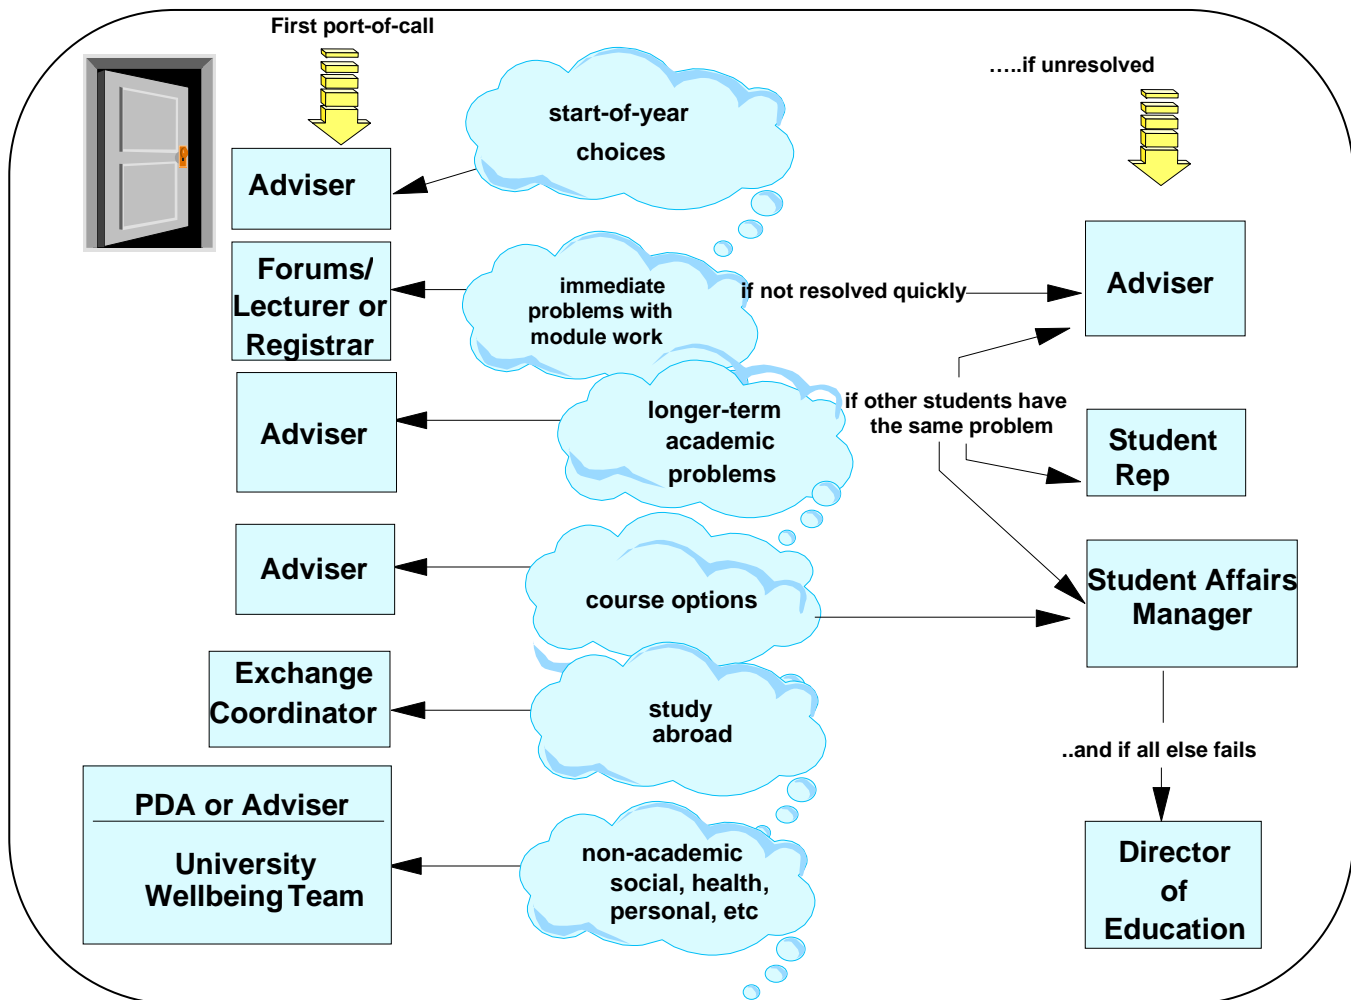 First port-of-call
…..if unresolved
start-of-year
choices
Adviser
Forums/
Lecturer or
Registrar
immediate
problems with
module work
if not resolved quickly
Adviser
Adviser
longer-term
academic
problems
if other students have
the same problem
Student
Rep
Adviser
course options
Student Affairs
Manager
Exchange
Coordinator
study
abroad
..and if all else fails
PDA or Adviser
University
Wellbeing Team
non-academic
social, health,
personal, etc
Director
of
Education